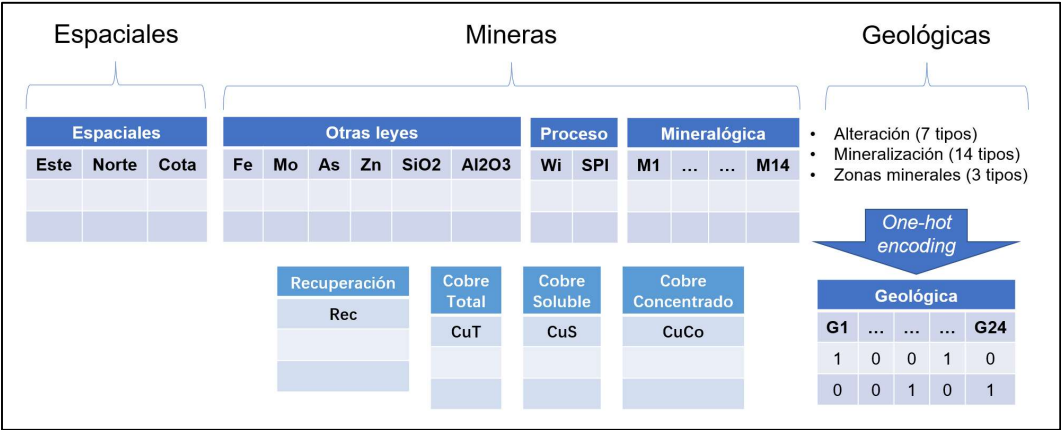 Espaciales Mineras Geológicas
Espaciales Otras leyes Proceso Mineralógica
Este Norte Cota Fe Mo As Zn SiO2 Al2O3 Wi SPI M1 ... ... M14
• Alteración (7 tipos)
• Mineralización (14 tipos)
• Zonas minerales (3 tipos)
One-hot
encoding
Recuperación
Rec
Cobre
Total
CuT
Cobre
Soluble
CuS
Cobre
Concentrado
CuCo
Geológica
G1 ... ... ... G24
1 0 0 1 0
0 0 1 0 1